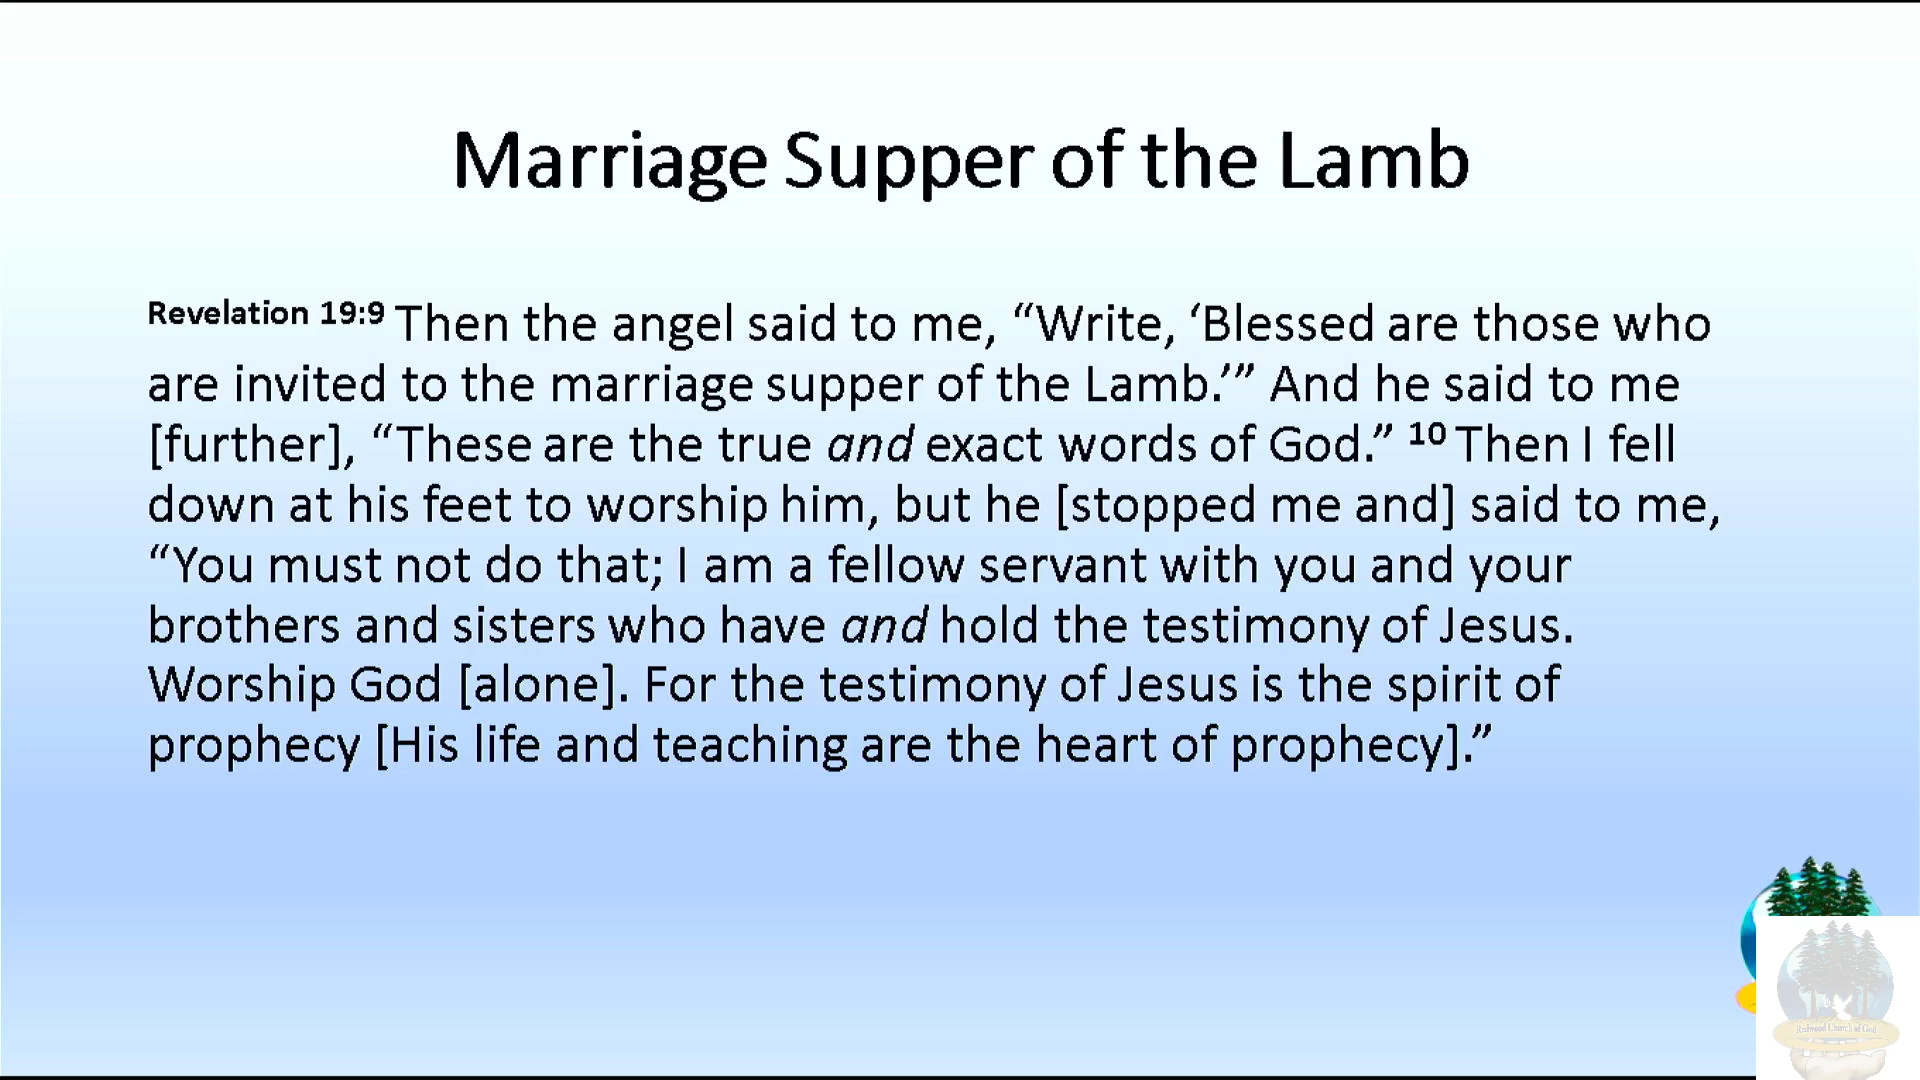 Marriage Supper of the Lamb
Revelation 19:9 Then the angel said to me, “Write, ‘Blessed are those who
are invited to the marriage supper of the Lamb.’” And he said to me
[further], “These are the true and exact words of God.” 10 Then I fell
down at his feet to worship him, but he [stopped me and] said to me,
“You must not do that; I am a fellow servant with you and your
brothers and sisters who have and hold the testimony of Jesus.
Worship God [alone]. For the testimony of Jesus is the spirit of
prophecy [His life and teaching are the heart of prophecy].”
Redwood Church of God